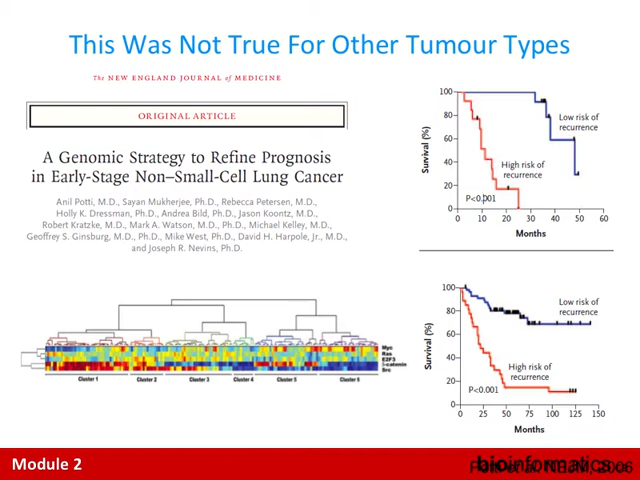 This Was Not True For Other Tumour Types
The NEW ENGLAND JOURNAL of MEDICINE
ORIGINAL ARTICLE
A Genomic Strategy to Refine Prognosis
in Early-Stage Non–Small-Cell Lung Cancer
Anil Potti, M.D., Sayan Mukherjee, Ph.D., Rebecca Petersen, M.D.,
Holly K. Dressman, Ph.D., Andrea Bild, Ph.D., Jason Koontz, M.D.,
Robert Kratzke, M.D., Mark A. Watson, M.D., Ph.D., Michael Kelley, M.D.,
Geoffrey S. Ginsburg, M.D., Ph.D., Mike West, Ph.D., David H. Harpole, Jr., M.D.,
and Joseph R. Nevins, Ph.D.
Myc
Ras
E2F3
β-catenin
Src
Cluster 1 Cluster 2 Cluster 3 Cluster 4 Cluster 5 Cluster 6
Survival (%)
100
80
60
40
20
0
Low risk of
recurrence
High risk of
recurrence
P<0.001
0 10 20 30 40 50 60
Months
Survival (%)
100
80
60
40
20
0
Low risk of
recurrence
High risk of
recurrence
P<0.001
0 25 50 75 100 125 150
Months
Module 2
bioinformatics.ca
Potti et al, NEJM, 2006